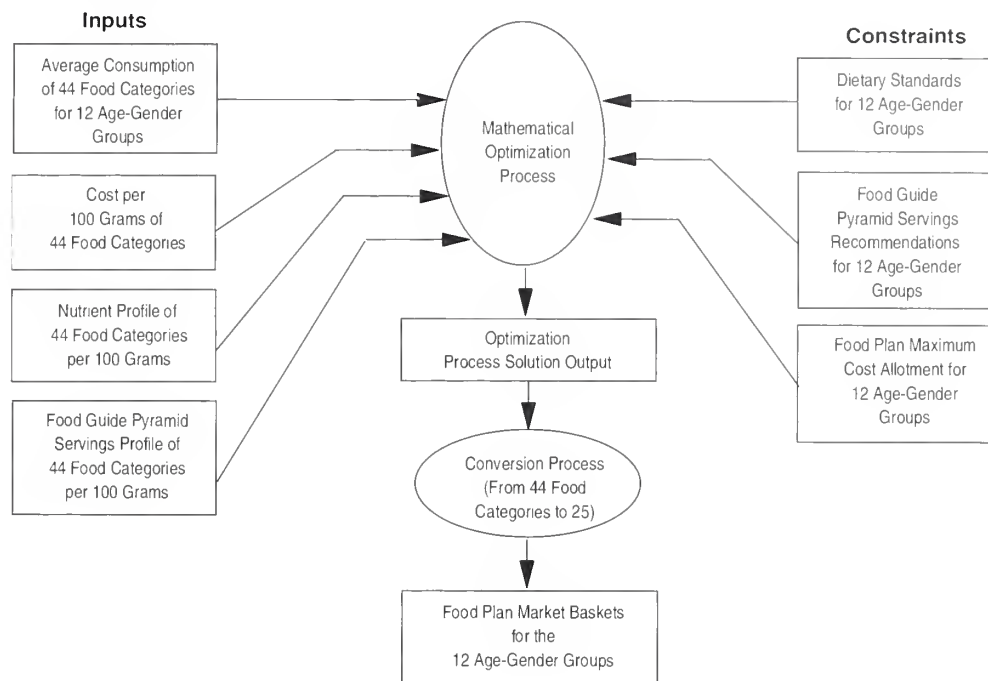 Inputs
Average Consumption
of 44 Food Categories
for 12 Age-Gender
Groups
Cost per
100 Grams of
44 Food Categories
Nutrient Profile of
44 Food Categories
per 100 Grams
Food Guide Pyramid
Servings Profile of
44 Food Categories
per 100 Grams
Mathematical
Optimization
Process
Optimization
Process Solution Output
Conversion Process
(From 44 Food
Categories to 25)
Food Plan Market Baskets
for the
12 Age-Gender Groups
Constraints
Dietary Standards
for 12 Age-Gender
Groups
Food Guide
Pyramid Servings
Recommendations
for 12 Age-Gender
Groups
Food Plan Maximum
Cost Allotment for
12 Age-Gender
Groups